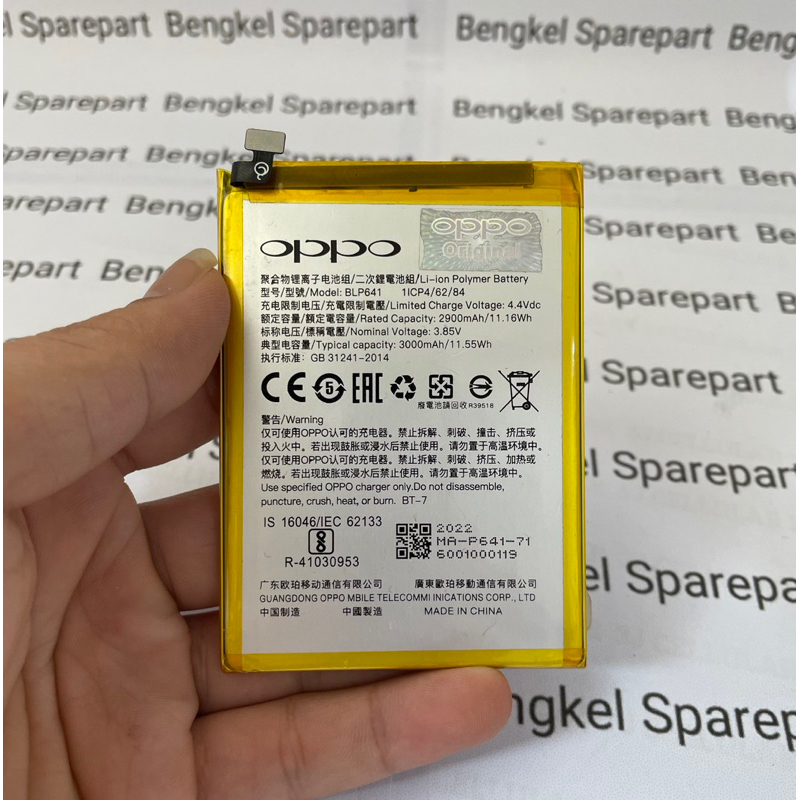 l Sparepart Bengkel Sparepart Bengkel Sparepart Beng
Sparepart Bengkel Sparepart Bengkel Sparepart Beng
Sparepart Bengkel Sparepart Beng
arepart Bengkel Sparepart Beng
oppo
oppo
Original
聚合物锂离子电池组/二次鋰電池組/Li-ion Polymer Battery
型号/型號/Model: BLP641 1ICP4/62/84
充电限制电压/充電限制電壓/Limited Charge Voltage: 4.4Vdc
额定容量/額定電容量/Rated Capacity: 2900mAh/11.16Wh
标称电压/標稱電壓/Nominal Voltage: 3.85V
典型电容量/Typical capacity: 3000mAh/11.55Wh
执行标准: GB 31241-2014
CE 5 EAC
廢電池請回收 R39518
警告/Warning
仅可使用OPPO认可的充电器。禁止拆解、刺破、撞击、挤压或
投入火中。若出现鼓胀或浸水后禁止使用。请勿置于高温环境中。
仅可使用OPPO认可的充电器。禁止拆解、刺破、挤压、加热或
燃烧。若出现鼓胀或浸水后禁止使用。请勿置于高温环境中。
Use specified OPPO charger only.Do not disassemble,
puncture, crush, heat, or burn. BT-7
IS 16046/IEC 62133
R-41030953
2022
MA-P641-71
6001000119
广东欧珀移动通信有限公司 廣東歐珀移動通信有限公司
GUANGDONG OPPO MBILE TELECOMM INICATIONS CORP., LTD
中国制造 中國製造 MADE IN CHINA
Sparepart
l Sparepart
el Sparepa
ngkel Sparep